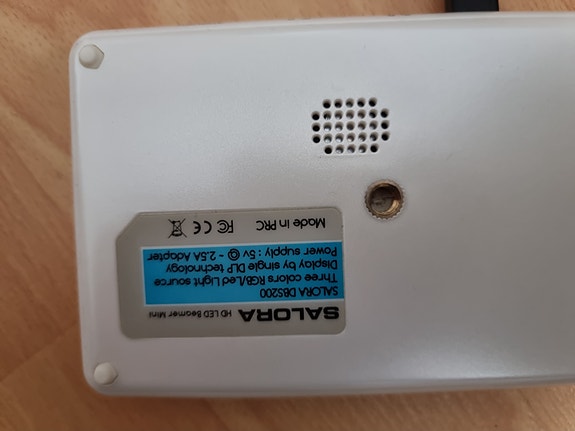 SALORA HD LED Beamer Mini
SALORA DBS200
Three colors RGB/Led Light source
Display by single DLP technology
Power supply : 5v @ - 2.5A Adapter
Made in PRC FC CE